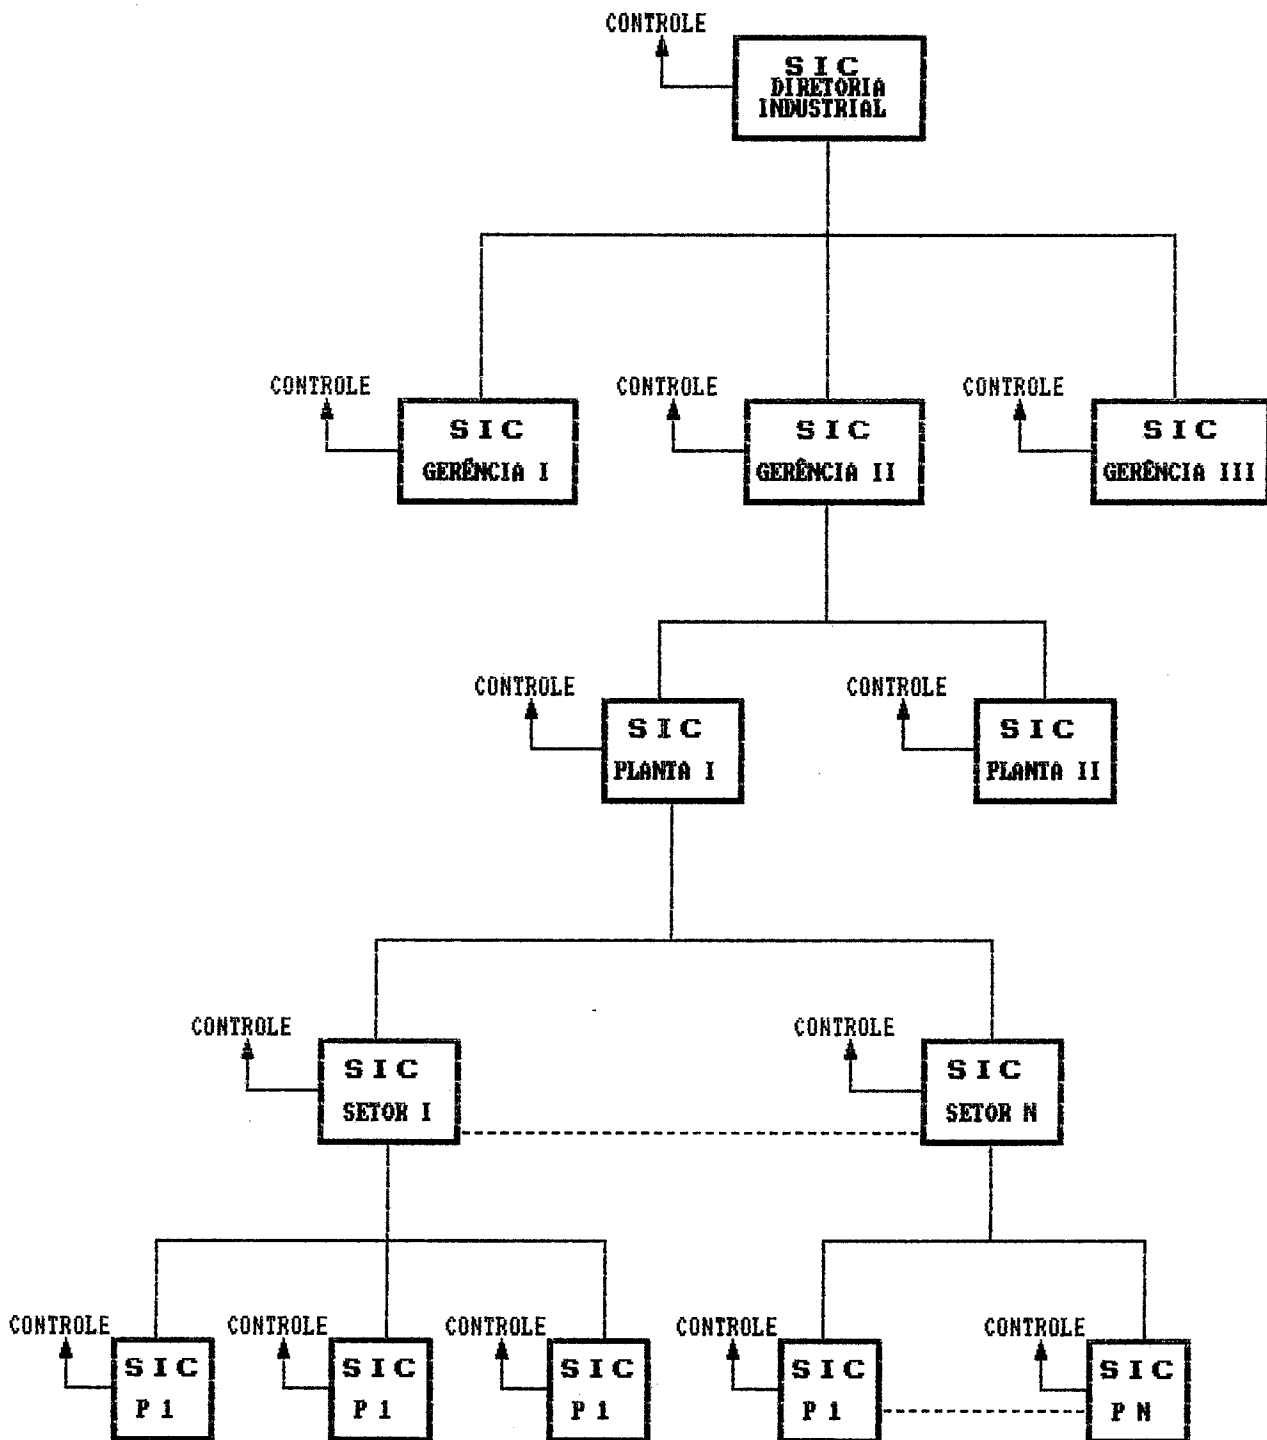 CONTROLE
SIC
DIRETORIA
INDUSTRIAL
CONTROLE
SIC
GERÊNCIA I
CONTROLE
SIC
GERÊNCIA II
CONTROLE
SIC
GERÊNCIA III
CONTROLE
SIC
PLANTA I
CONTROLE
SIC
PLANTA II
CONTROLE
SIC
SETOR I
CONTROLE
SIC
SETOR N
CONTROLE
SIC
P 1
CONTROLE
SIC
P 1
CONTROLE
SIC
P 1
CONTROLE
SIC
P 1
CONTROLE
SIC
P N